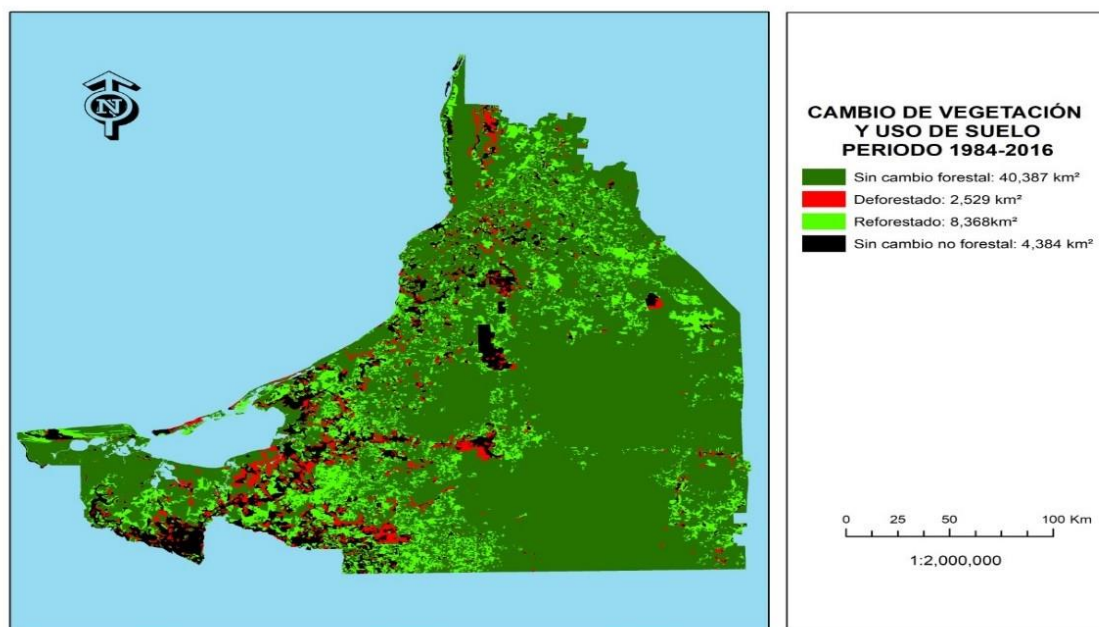 N
CAMBIO DE VEGETACIÓN
Y USO DE SUELO
PERIODO 1984-2016
Sin cambio forestal: 40,387 km²
Deforestado: 2,529 km²
Reforestado: 8,368km²
Sin cambio no forestal: 4,384 km²
0 25 50 100 Km
1:2,000,000